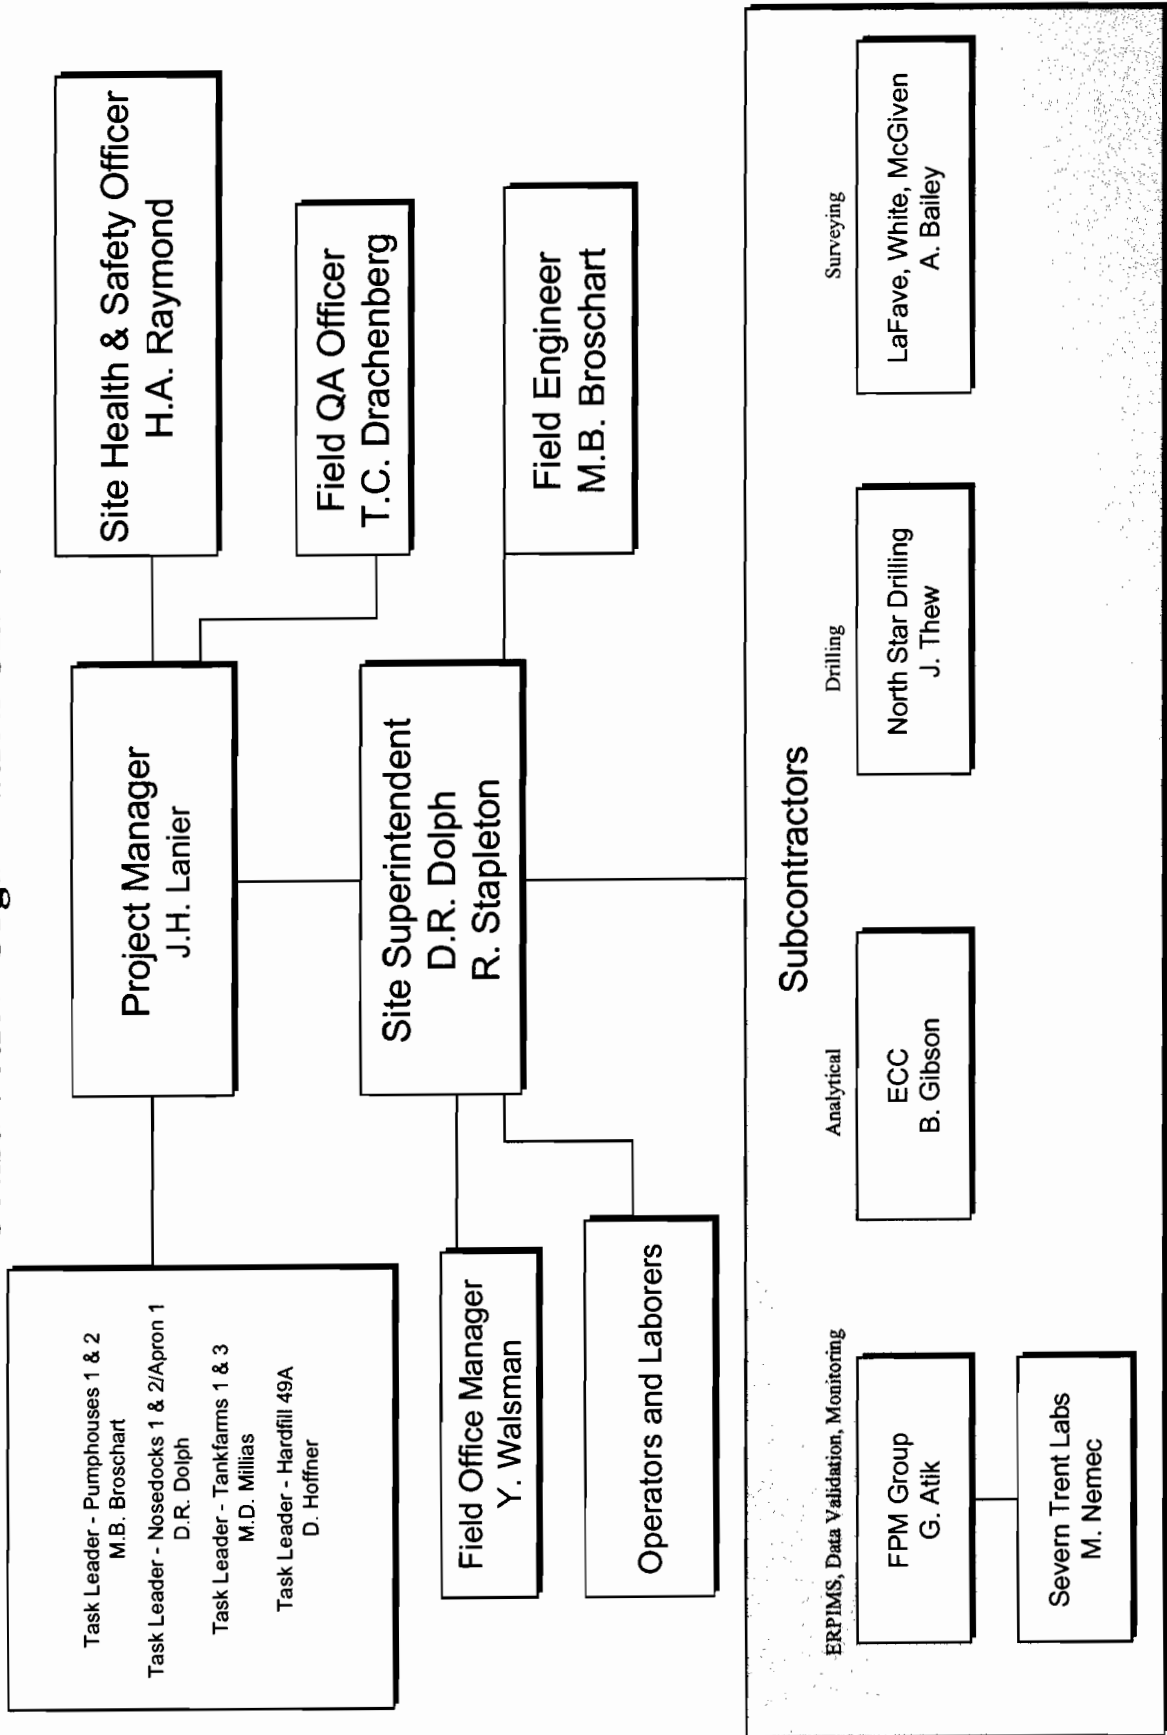 Project Manager
J.H. Lanier
Site Health & Safety Officer
H.A. Raymond
Field QA Officer
T.C. Drachenberg
Task Leader - Pumphouses 1 & 2
M.B. Broschart
Task Leader - Nosedocks 1 & 2/Apron 1
D.R. Dolph
Task Leader - Tankfarms 1 & 3
M.D. Millias
Task Leader - Hardfill 49A
D. Hoffner
Site Superintendent
D.R. Dolph
R. Stapleton
Field Engineer
M.B. Broschart
Field Office Manager
Y. Walsman
Operators and Laborers
Subcontractors
ERPIMS, Data Validation, Monitoring
FPM Group
G. Atik
Severn Trent Labs
M. Nemec
Analytical
ECC
B. Gibson
Drilling
North Star Drilling
J. Thew
Surveying
LaFave, White, McGiven
A. Bailey